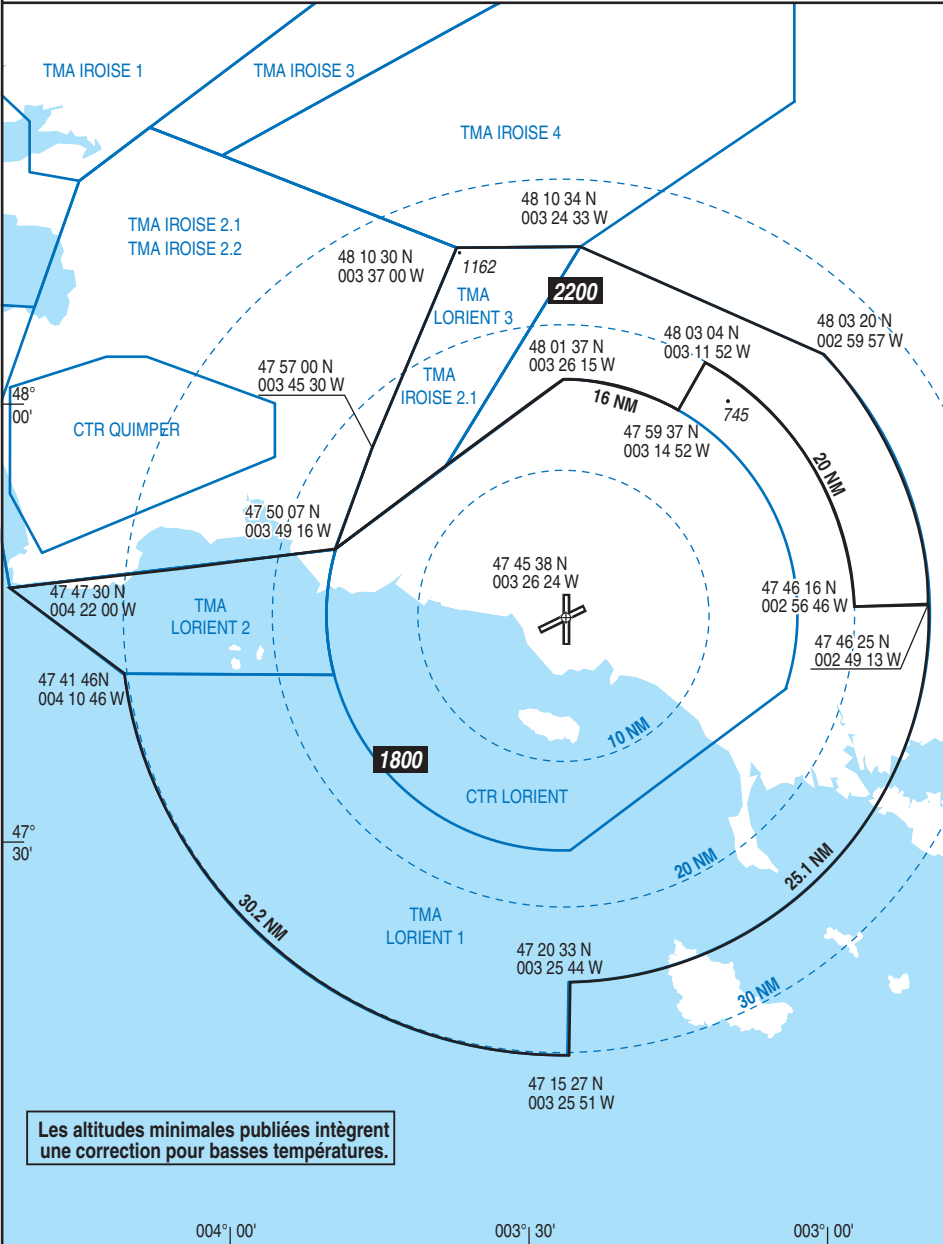 TMA IROISE 1
TMA IROISE 3
TMA IROISE 4
TMA IROISE 2.1
TMA IROISE 2.2
48 10 34 N
003 24 33 W
48 10 30 N
003 37 00 W
1162
TMA
LORIENT 3
2200
48 03 20 N
002 59 57 W
48 03 04 N
003 11 52 W
48 01 37 N
003 26 15 W
47 57 00 N
003 45 30 W
TMA
IROISE 2.1
48°
00'
16 NM
745
CTR QUIMPER
47 59 37 N
003 14 52 W
20 NM
47 50 07 N
003 49 16 W
47 45 38 N
003 26 24 W
47 47 30 N
004 22 00 W
TMA
LORIENT 2
47 46 16 N
002 56 46 W
47 46 25 N
002 49 13 W
47 41 46N
004 10 46 W
10 NM
1800
CTR LORIENT
47°
30'
20 NM
25.1 NM
30.2 NM
TMA
LORIENT 1
47 20 33 N
003 25 44 W
30 NM
47 15 27 N
003 25 51 W
Les altitudes minimales publiées intègrent
une correction pour basses températures.
004° 00'
003° 30'
003° 00'